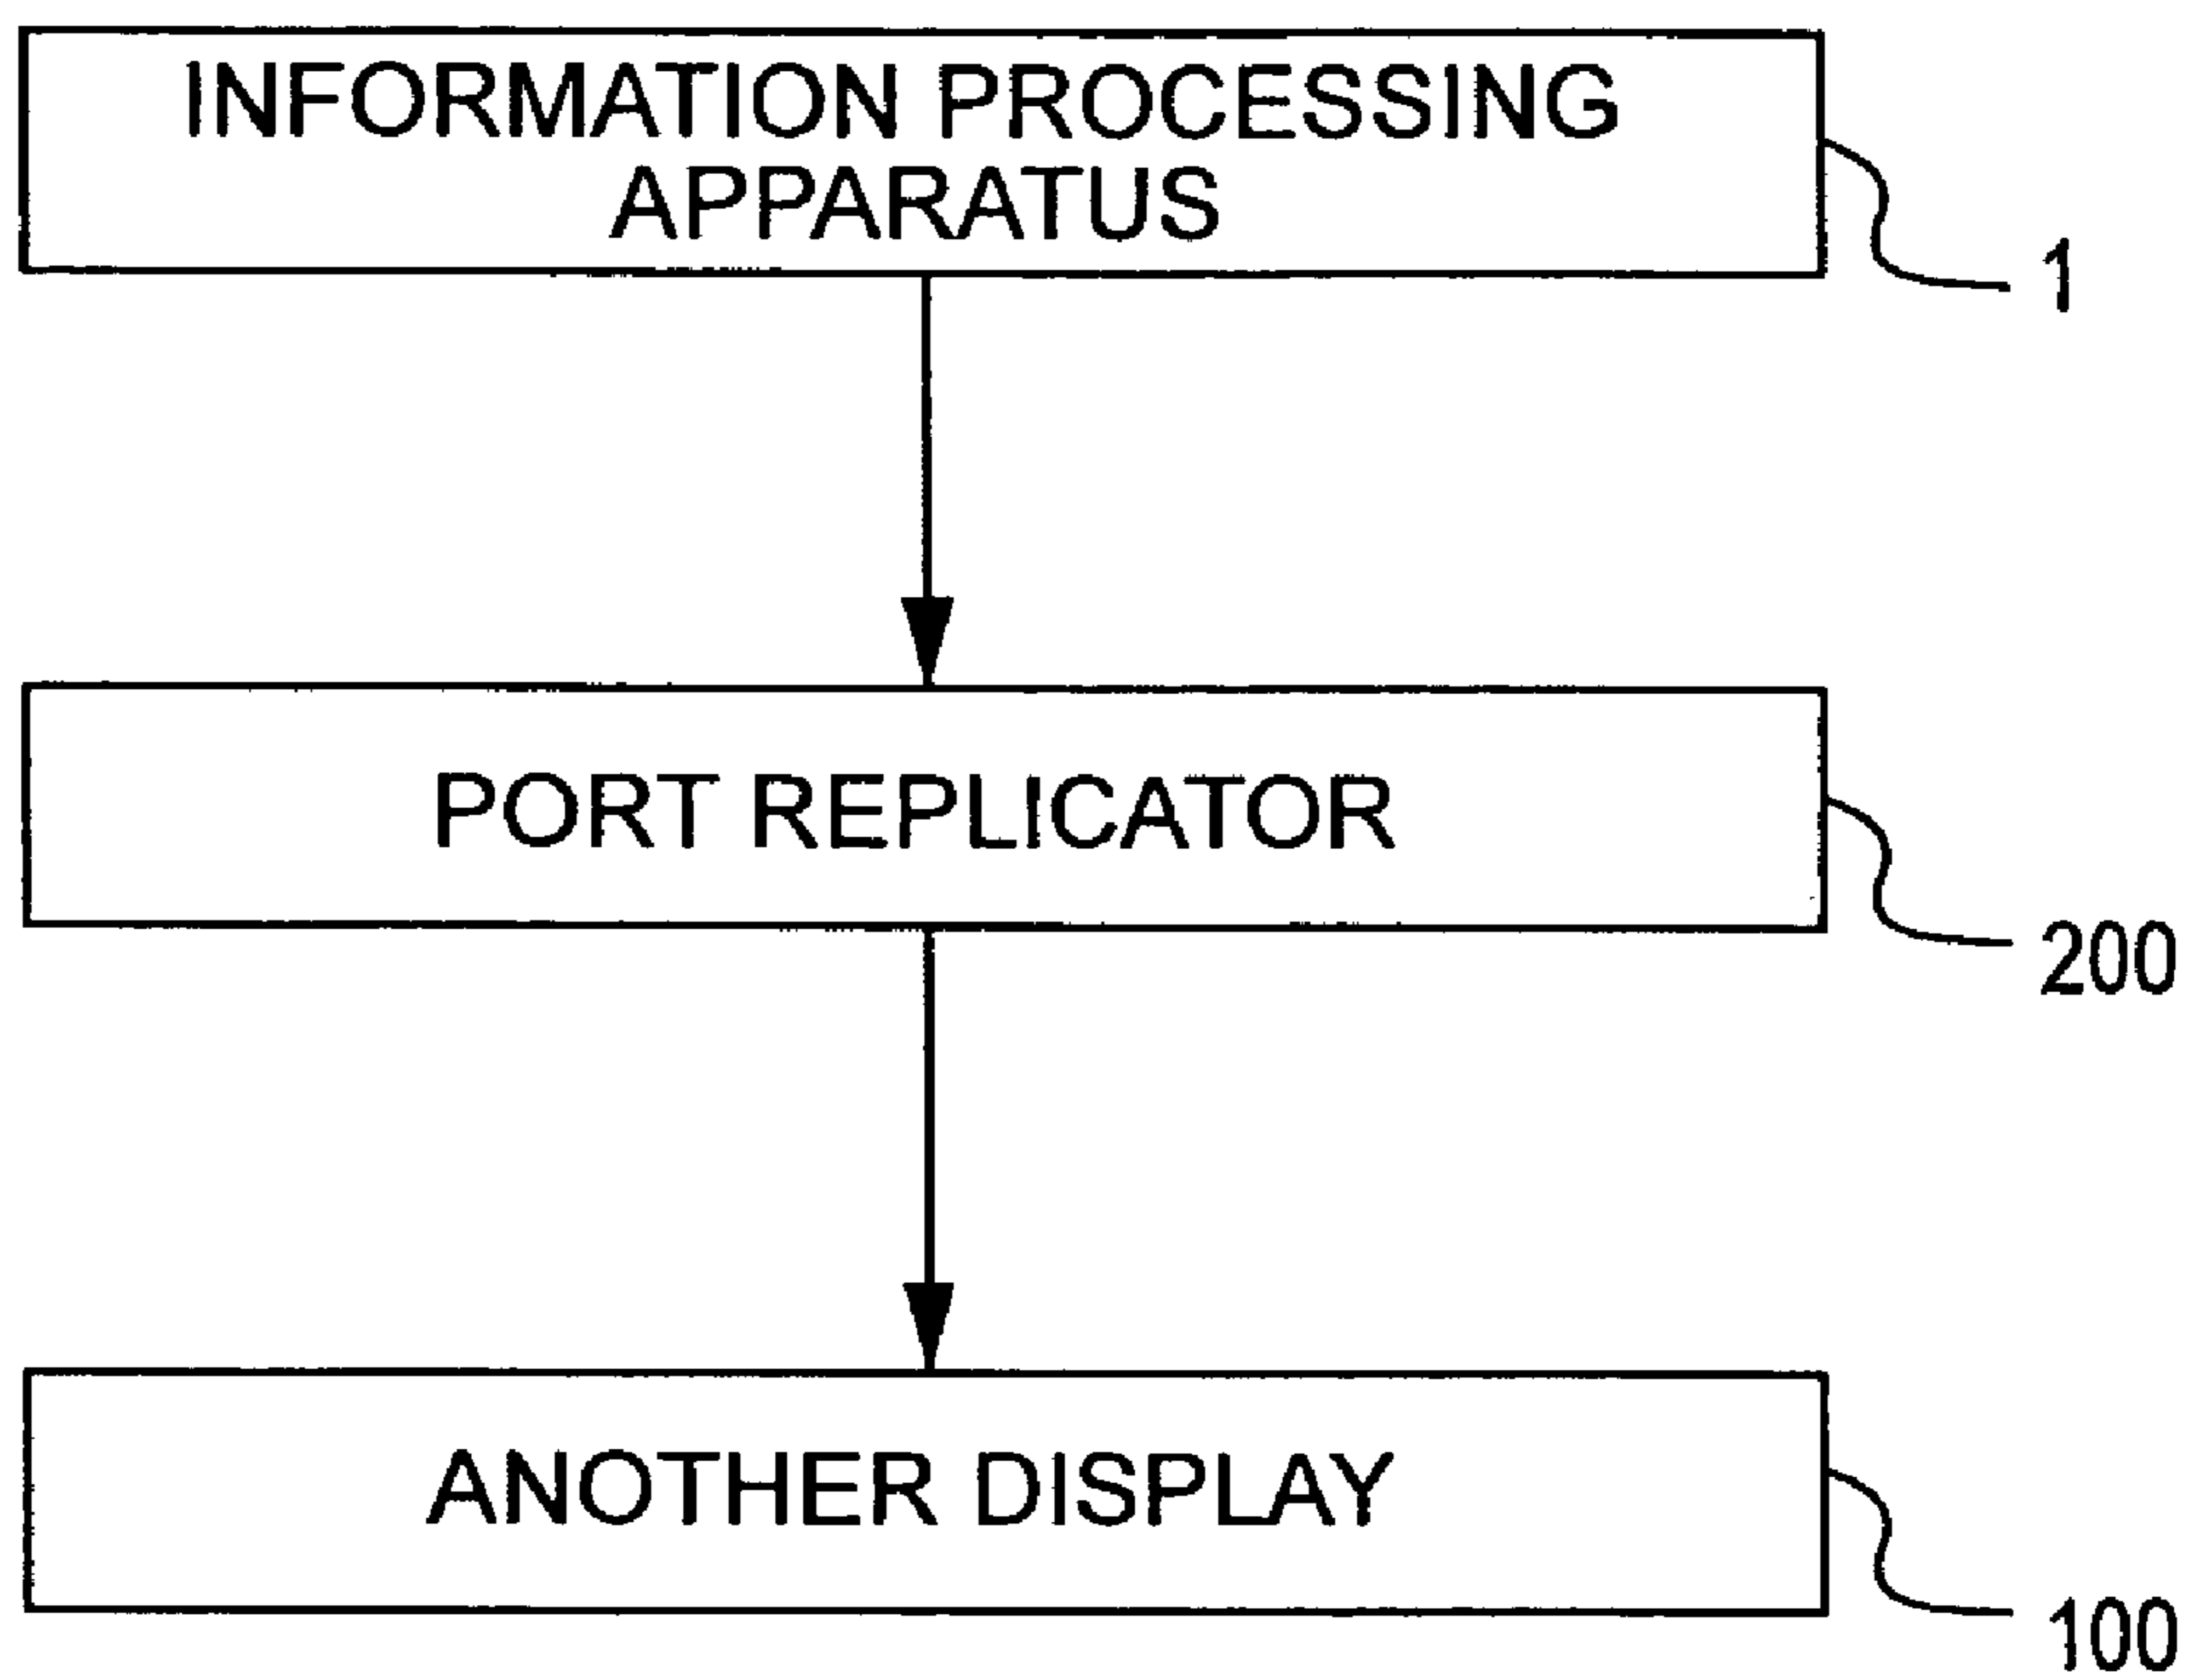 INFORMATION PROCESSING
APPARATUS
1
PORT REPLICATOR
200
ANOTHER DISPLAY
100